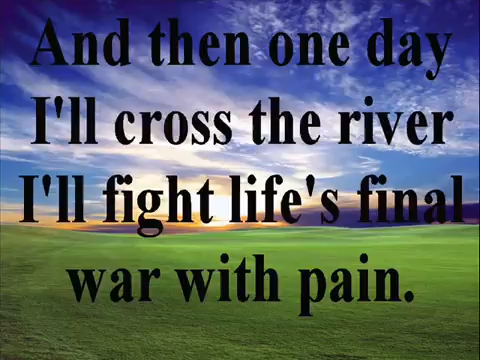 And then one day
I'll cross the river
I'll fight life's final
war with pain.